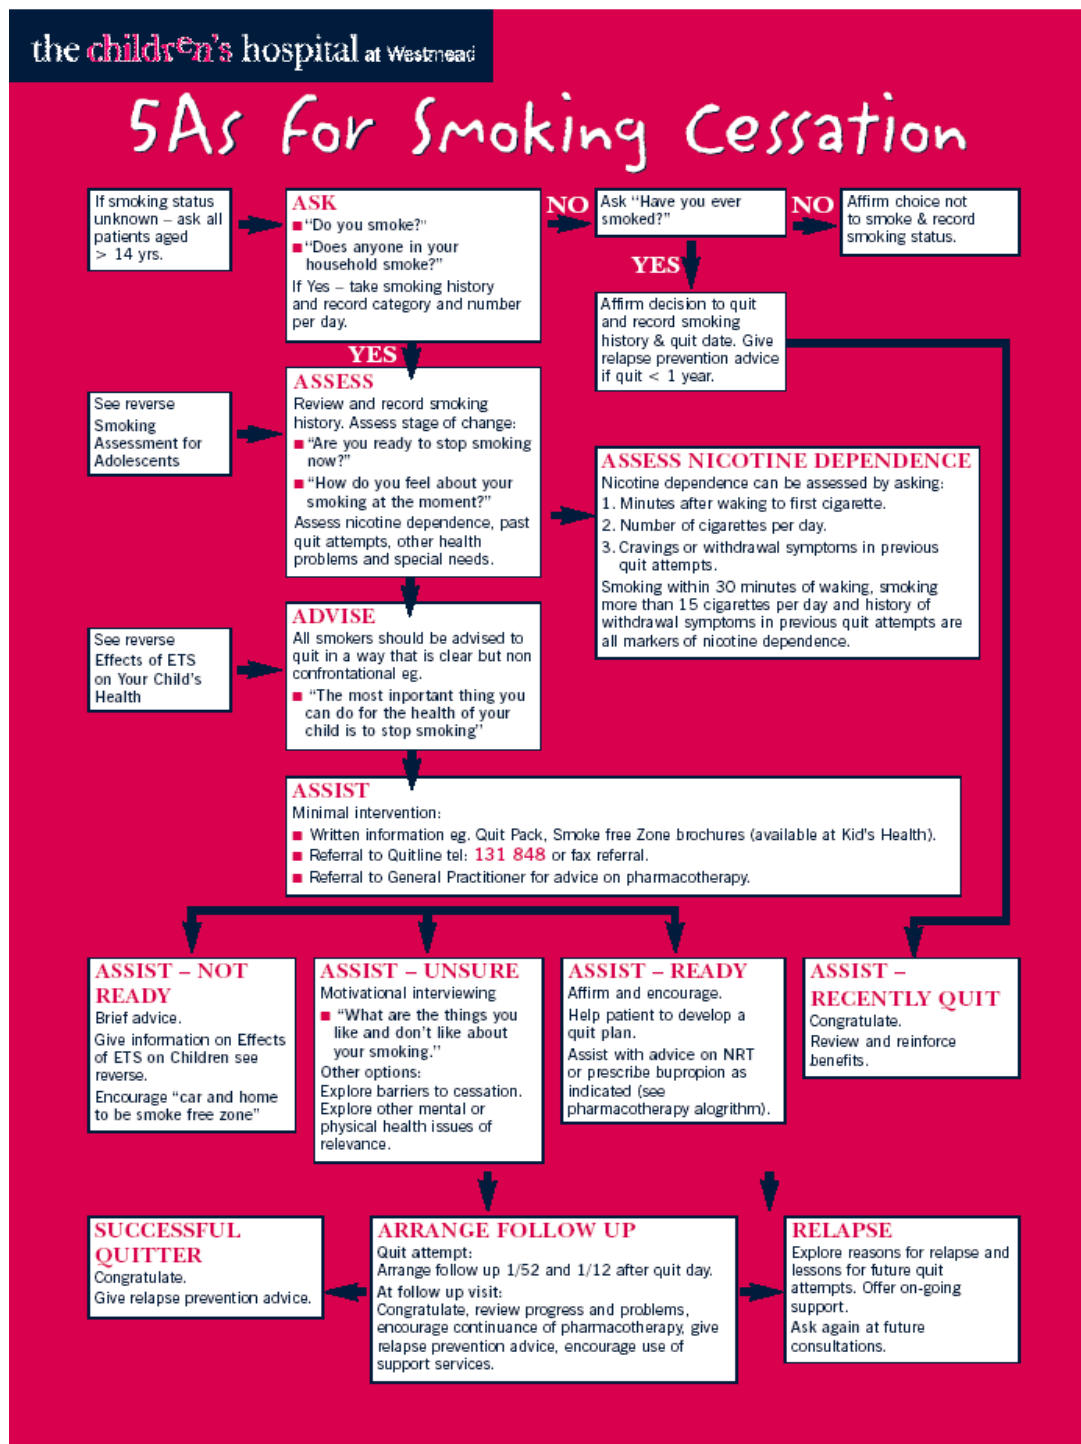 the children's hospital at Westmead
5As for Smoking Cessation
If smoking status
unknown – ask all
patients aged
> 14 yrs.
ASK
■ “Do you smoke?”
■ “Does anyone in your
household smoke?”
If Yes – take smoking history
and record category and number
per day.
NO
Ask “Have you ever
smoked?”
NO
Affirm choice not
to smoke & record
smoking status.
YES
Affirm decision to quit
and record smoking
history & quit date. Give
relapse prevention advice
if quit < 1 year.
YES
ASSESS
Review and record smoking
history. Assess stage of change:
■ “Are you ready to stop smoking
now?”
■ “How do you feel about your
smoking at the moment?”
Assess nicotine dependence, past
quit attempts, other health
problems and special needs.
See reverse
Smoking
Assessment for
Adolescents
ASSESS NICOTINE DEPENDENCE
Nicotine dependence can be assessed by asking:
1. Minutes after waking to first cigarette.
2. Number of cigarettes per day.
3. Cravings or withdrawal symptoms in previous
quit attempts.
Smoking within 30 minutes of waking, smoking
more than 15 cigarettes per day and history of
withdrawal symptoms in previous quit attempts are
all markers of nicotine dependence.
See reverse
Effects of ETS
on Your Child's
Health
ADVISE
All smokers should be advised to
quit in a way that is clear but non
confrontational eg.
■ “The most inportant thing you
can do for the health of your
child is to stop smoking”
ASSIST
Minimal intervention:
■ Written information eg. Quit Pack, Smoke free Zone brochures (available at Kid's Health).
■ Referral to Quitline tel: 131 848 or fax referral.
■ Referral to General Practitioner for advice on pharmacotherapy.
ASSIST – NOT
READY
Brief advice.
Give information on Effects
of ETS on Children see
reverse.
Encourage “car and home
to be smoke free zone”
ASSIST – UNSURE
Motivational interviewing
■ “What are the things you
like and don't like about
your smoking.”
Other options:
Explore barriers to cessation.
Explore other mental or
physical health issues of
relevance.
ASSIST – READY
Affirm and encourage.
Help patient to develop a
quit plan.
Assist with advice on NRT
or prescribe bupropion as
indicated (see
pharmacotherapy alogrithm).
ASSIST –
RECENTLY QUIT
Congratulate.
Review and reinforce
benefits.
SUCCESSFUL
QUITTER
Congratulate.
Give relapse prevention advice.
ARRANGE FOLLOW UP
Quit attempt:
Arrange follow up 1/52 and 1/12 after quit day.
At follow up visit:
Congratulate, review progress and problems,
encourage continuance of pharmacotherapy, give
relapse prevention advice, encourage use of
support services.
RELAPSE
Explore reasons for relapse and
lessons for future quit
attempts. Offer on-going
support.
Ask again at future
consultations.